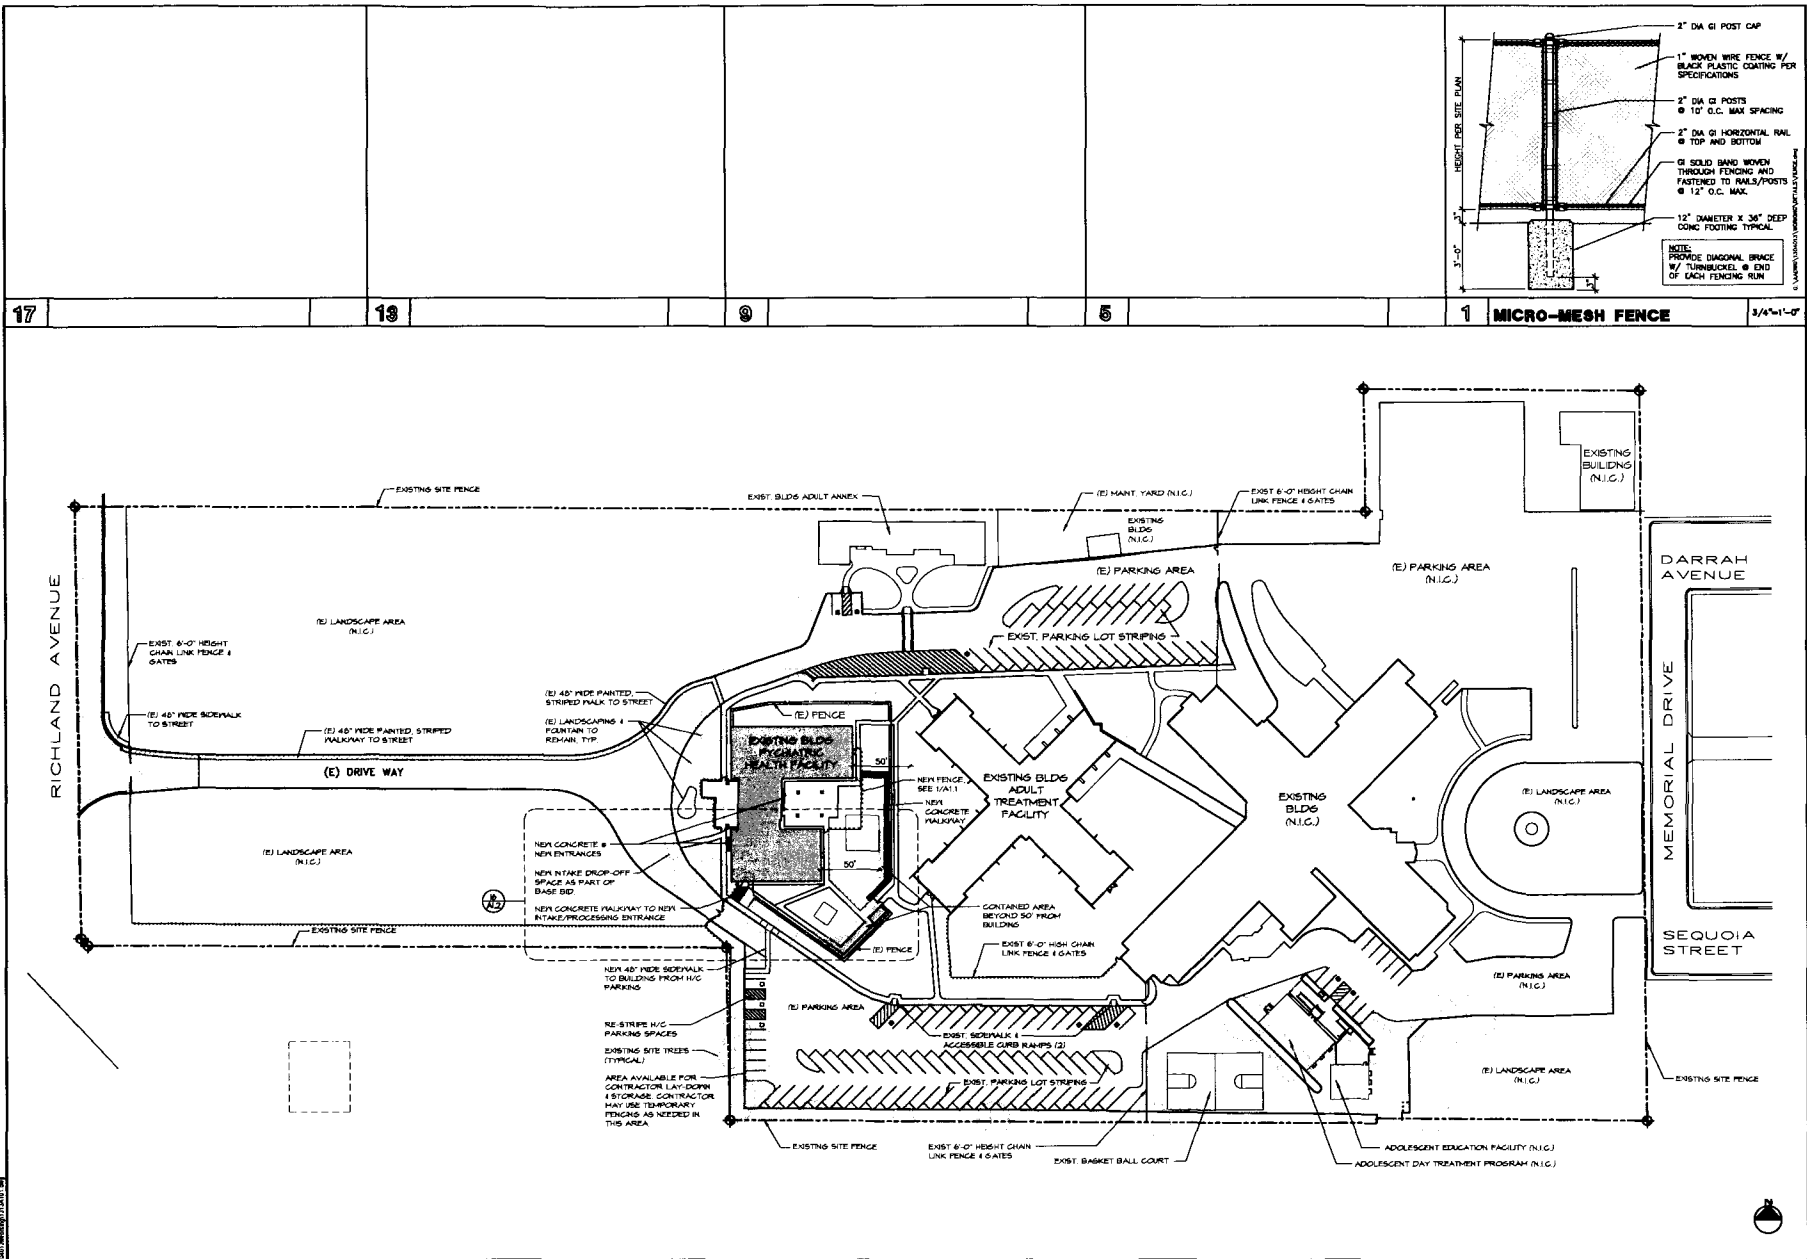 2" DIA GI POST CAP
1" WOVEN WIRE FENCE W/
BLACK PLASTIC COATING PER
SPECIFICATIONS
2" DIA GI POSTS
@ 10' O.C. MAX SPACING
2" DIA GI HORIZONTAL RAIL
@ TOP AND BOTTOM
GI SOLID BAND WOVEN
THROUGH FENCING AND
FASTENED TO RAILS/POSTS
@ 12" O.C. MAX.
12" DIAMETER X 36" DEEP
CONC FOOTING TYPICAL
NOTE:
PROVIDE DIAGONAL BRACE
W/ TURNBUCKEL @ END
OF EACH FENCING RUN
HEIGHT PER SITE PLAN
3"
3'-0"
3"
17
13
9
5
1
MICRO-MESH FENCE
3/4"=1'-0"
EXISTING SITE FENCE
EXIST. BLDG ADULT ANNEX
(E) MAINT. YARD (N.I.C.)
EXIST 6'-0" HEIGHT CHAIN
LINK FENCE & GATES
EXISTING
BUILIDNG
(N.I.C.)
EXISTING
BLDG
(N.I.C.)
(E) PARKING AREA
(E) PARKING AREA
(N.I.C.)
DARRAH
AVENUE
RICHLAND AVENUE
(E) LANDSCAPE AREA
(N.I.C.)
EXIST. 6'-0" HEIGHT
CHAIN LINK FENCE &
GATES
EXIST. PARKING LOT STRIPING
(E) 48" WIDE SIDEWALK
TO STREET
(E) 48" WIDE PAINTED, STRIPED
WALKWAY TO STREET
(E) 48" WIDE PAINTED,
STRIPED WALK TO STREET
(E) LANDSCAPING &
FOUNTAIN TO
REMAIN, TYP.
(E) DRIVE WAY
(E) FENCE
EXISTING BLDG
PYCHIATRIC
HEALTH FACILITY
50'
NEW FENCE,
SEE 1/A1.1
NEW
CONCRETE
WALKWAY
EXISTING BLDG
ADULT
TREATMENT
FACILITY
EXISTING
BLDG
(N.I.C.)
(E) LANDSCAPE AREA
(N.I.C.)
MEMORIAL DRIVE
(E) LANDSCAPE AREA
(N.I.C.)
NEW CONCRETE @
NEW ENTRANCES
NEW INTAKE DROP-OFF
SPACE AS PART OF
BASE BID.
NEW CONCRETE WALKWAY TO NEW
INTAKE/PROCESSING ENTRANCE
50'
CONTAINED AREA
BEYOND 50' FROM
BUILDING
(E) FENCE
EXIST 6'-0" HIGH CHAIN
LINK FENCE & GATES
EXISTING SITE FENCE
SEQUOIA
STREET
NEW 48" WIDE SIDEWALK
TO BUILDING FROM H/C
PARKING
(E) PARKING AREA
(E) PARKING AREA
(N.I.C.)
RE-STRIPE H/C
PARKING SPACES
EXIST. SIDEWALK &
ACCESSIBLE CURB RAMPS (2)
EXISTING SITE TREES
(TYPICAL)
AREA AVAILABLE FOR
CONTRACTOR LAY-DOWN
& STORAGE. CONTRACTOR
MAY USE TEMPORARY
FENCING AS NEEDED IN
THIS AREA
EXIST. PARKING LOT STRIPING
(E) LANDSCAPE AREA
(N.I.C.)
EXISTING SITE FENCE
EXISTING SITE FENCE
EXIST 6'-0" HEIGHT CHAIN
LINK FENCE & GATES
EXIST. BASKET BALL COURT
ADOLESCENT EDUCATION FACILITY (N.I.C.)
ADOLESCENT DAY TREATMENT PROGRAM (N.I.C.)
N